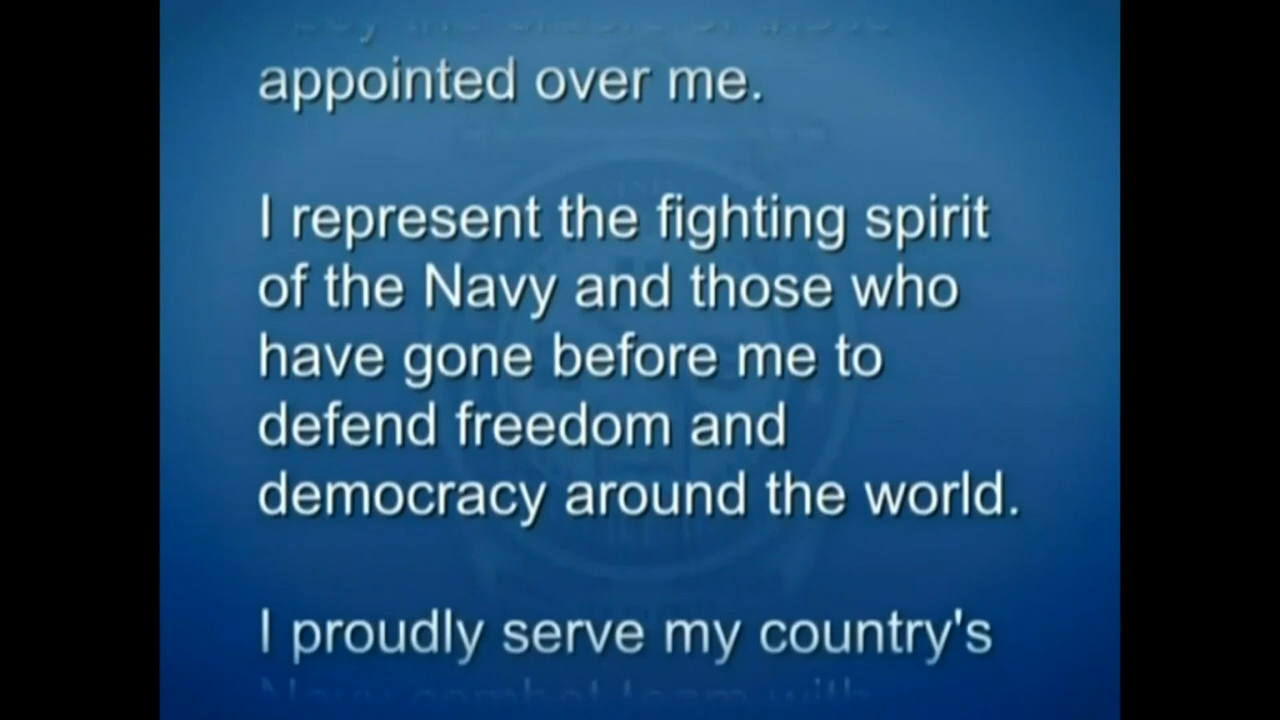 appointed over me.
I represent the fighting spirit
of the Navy and those who
have gone before me to
defend freedom and
democracy around the world.
I proudly serve my country's